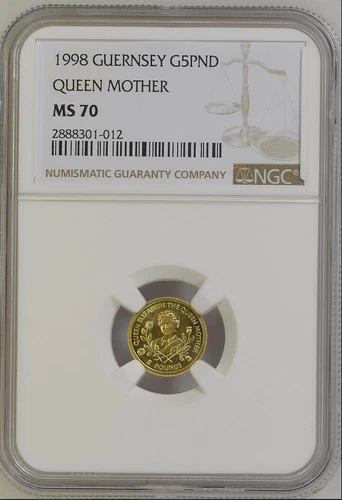 1998 GUERNSEY G5PND
QUEEN MOTHER
MS 70
2888301-012
NUMISMATIC GUARANTY COMPANY NGC
QUEEN ELIZABETH THE QUEEN MOTHER
5 POUNDS